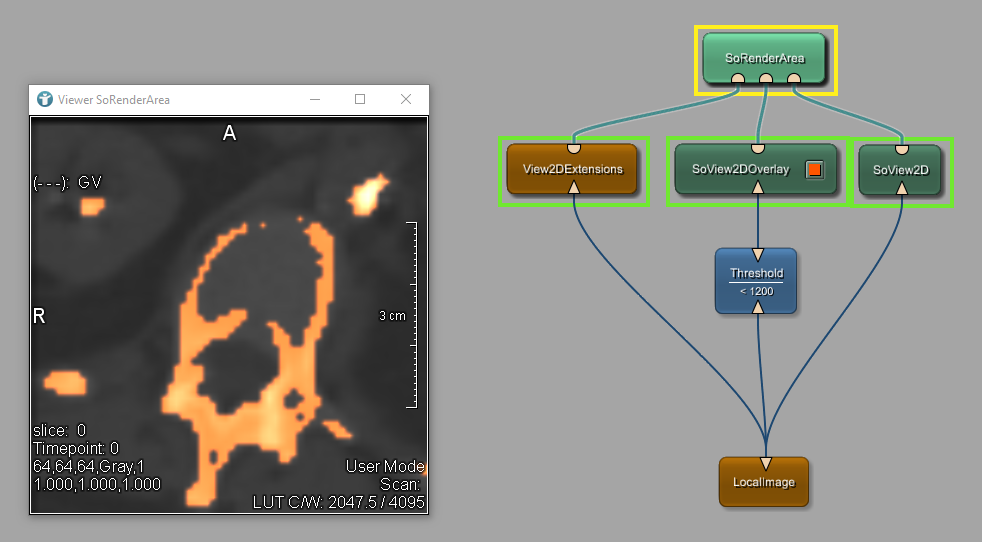 Viewer SoRenderArea
A
(---): GV
R
3 cm
slice: 0
Timepoint: 0
64,64,64,Gray,1
1.000,1.000,1.000
User Mode
Scan:
LUT C/W: 2047.5 / 4095
SoRenderArea
View2DExtensions
SoView2DOverlay
SoView2D
Threshold
< 1200
LocalImage